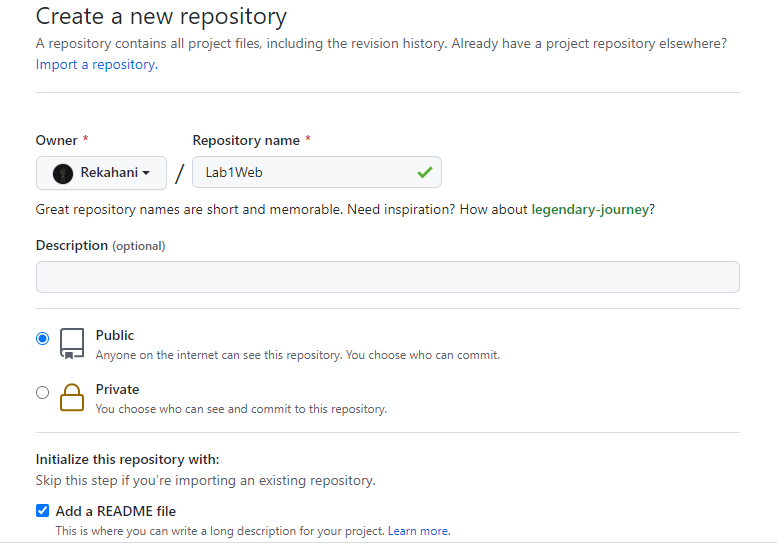 Create a new repository
A repository contains all project files, including the revision history. Already have a project repository elsewhere?
Import a repository.
Owner *
Repository name *
Rekahani
/
Lab1Web
Great repository names are short and memorable. Need inspiration? How about legendary-journey?
Description (optional)
Public
Anyone on the internet can see this repository. You choose who can commit.
Private
You choose who can see and commit to this repository.
Initialize this repository with:
Skip this step if you're importing an existing repository.
Add a README file
This is where you can write a long description for your project. Learn more.